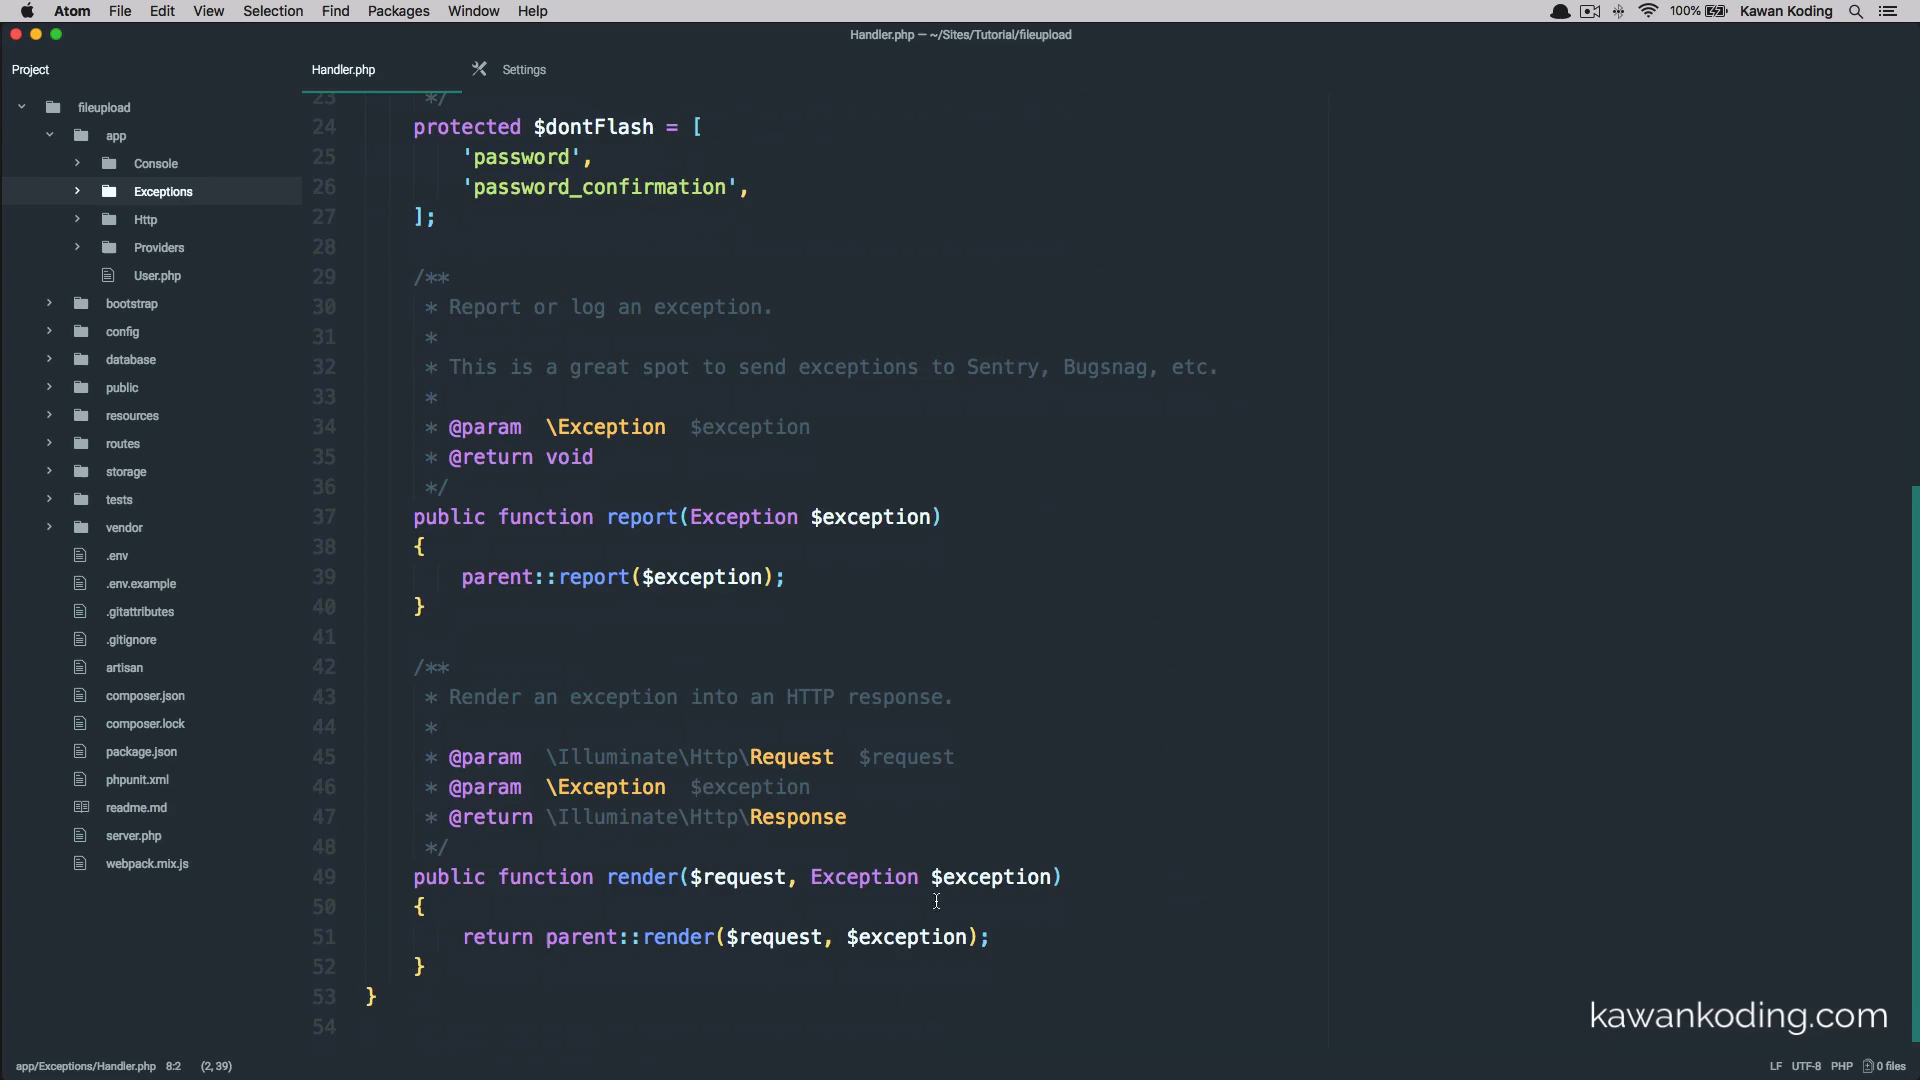 Atom File Edit View Selection Find Packages Window Help 100% Kawan Koding
Handler.php — ~/Sites/Tutorial/fileupload
Project
fileupload
app
Console
Exceptions
Http
Providers
User.php
bootstrap
config
database
public
resources
routes
storage
tests
vendor
.env
.env.example
.gitattributes
.gitignore
artisan
composer.json
composer.lock
package.json
phpunit.xml
readme.md
server.php
webpack.mix.js
Handler.php Settings
23 */
24 protected $dontFlash = [
25 'password',
26 'password_confirmation',
27 ];
28
29 /**
30 * Report or log an exception.
31 *
32 * This is a great spot to send exceptions to Sentry, Bugsnag, etc.
33 *
34 * @param \Exception $exception
35 * @return void
36 */
37 public function report(Exception $exception)
38 {
39 parent::report($exception);
40 }
41
42 /**
43 * Render an exception into an HTTP response.
44 *
45 * @param \Illuminate\Http\Request $request
46 * @param \Exception $exception
47 * @return \Illuminate\Http\Response
48 */
49 public function render($request, Exception $exception)
50 {
51 return parent::render($request, $exception);
52 }
53 }
54
kawankoding.com
app/Exceptions/Handler.php 8:2 (2, 39) LF UTF-8 PHP 0 files